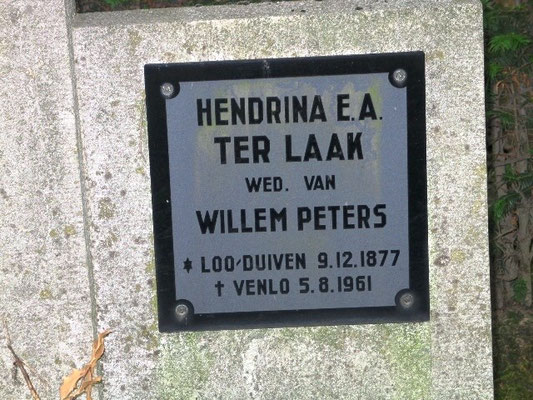 HENDRINA E.A.
TER LAAK
WED. VAN
WILLEM PETERS
* LOO-DUIVEN 9.12.1877
† VENLO 5.8.1961